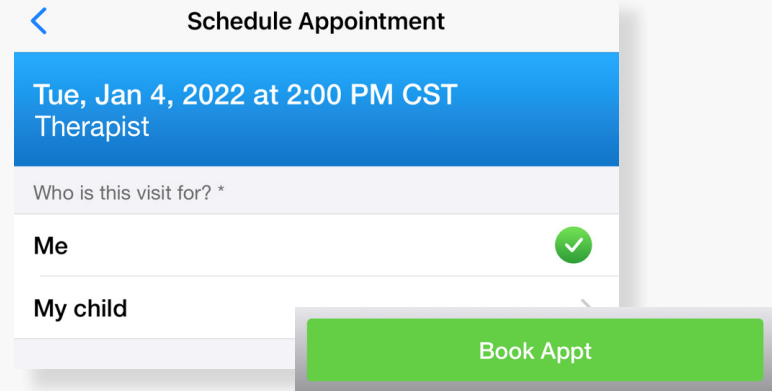 Schedule Appointment
Tue, Jan 4, 2022 at 2:00 PM CST
Therapist
Who is this visit for? *
Me
My child
Book Appt